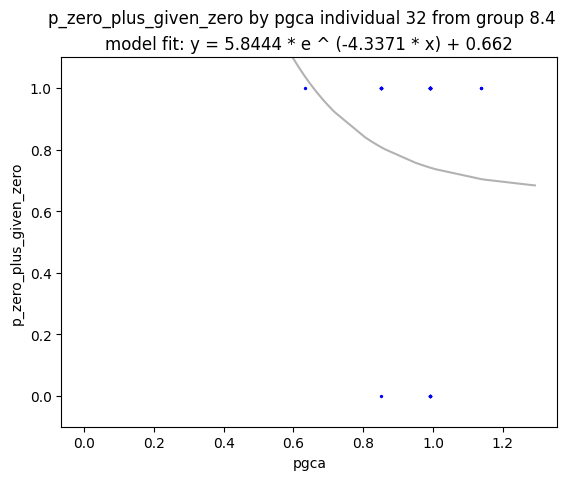 p_zero_plus_given_zero by pgca individual 32 from group 8.4
model fit: y = 5.8444 * e ^ (-4.3371 * x) + 0.662
p_zero_plus_given_zero
1.0
0.8
0.6
0.4
0.2
0.0
0.0 0.2 0.4 0.6 0.8 1.0 1.2
pgca